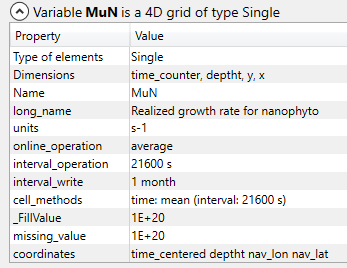 Variable MuN is a 4D grid of type Single
Property Value
Type of elements Single
Dimensions time_counter, deptht, y, x
Name MuN
long_name Realized growth rate for nanophyto
units s-1
online_operation average
interval_operation 21600 s
interval_write 1 month
cell_methods time: mean (interval: 21600 s)
_FillValue 1E+20
missing_value 1E+20
coordinates time_centered deptht nav_lon nav_lat